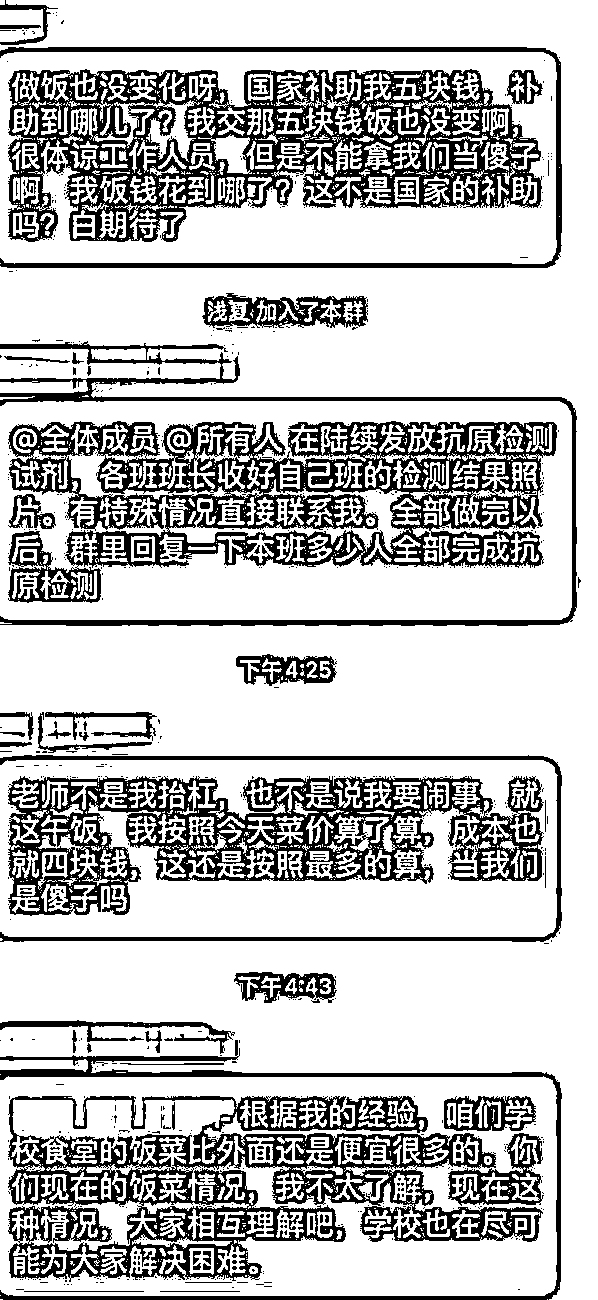 做饭也没变化呀，国家补助我五块钱，补
助到哪儿了？我交那五块钱饭也没变啊，
很体谅工作人员，但是不能拿我们当傻子
啊，我饭钱花到哪了？这不是国家的补助
吗？白期待了
浅夏 加入了本群
@全体成员 @所有人 在陆续发放抗原检测
试剂，各班班长收好自己班的检测结果照
片。有特殊情况直接联系我。全部做完以
后，群里回复一下本班多少人全部完成抗
原检测
下午4:25
老师不是我抬杠，也不是说我要闹事，就
这午饭，我按照今天菜价算了算，成本也
就四块钱，这还是按照最多的算，当我们
是傻子吗
下午4:43
根据我的经验，咱们学
校食堂的饭菜比外面还是便宜很多的。你
们现在的饭菜情况，我不太了解，现在这
种情况，大家相互理解吧，学校也在尽可
能为大家解决困难。